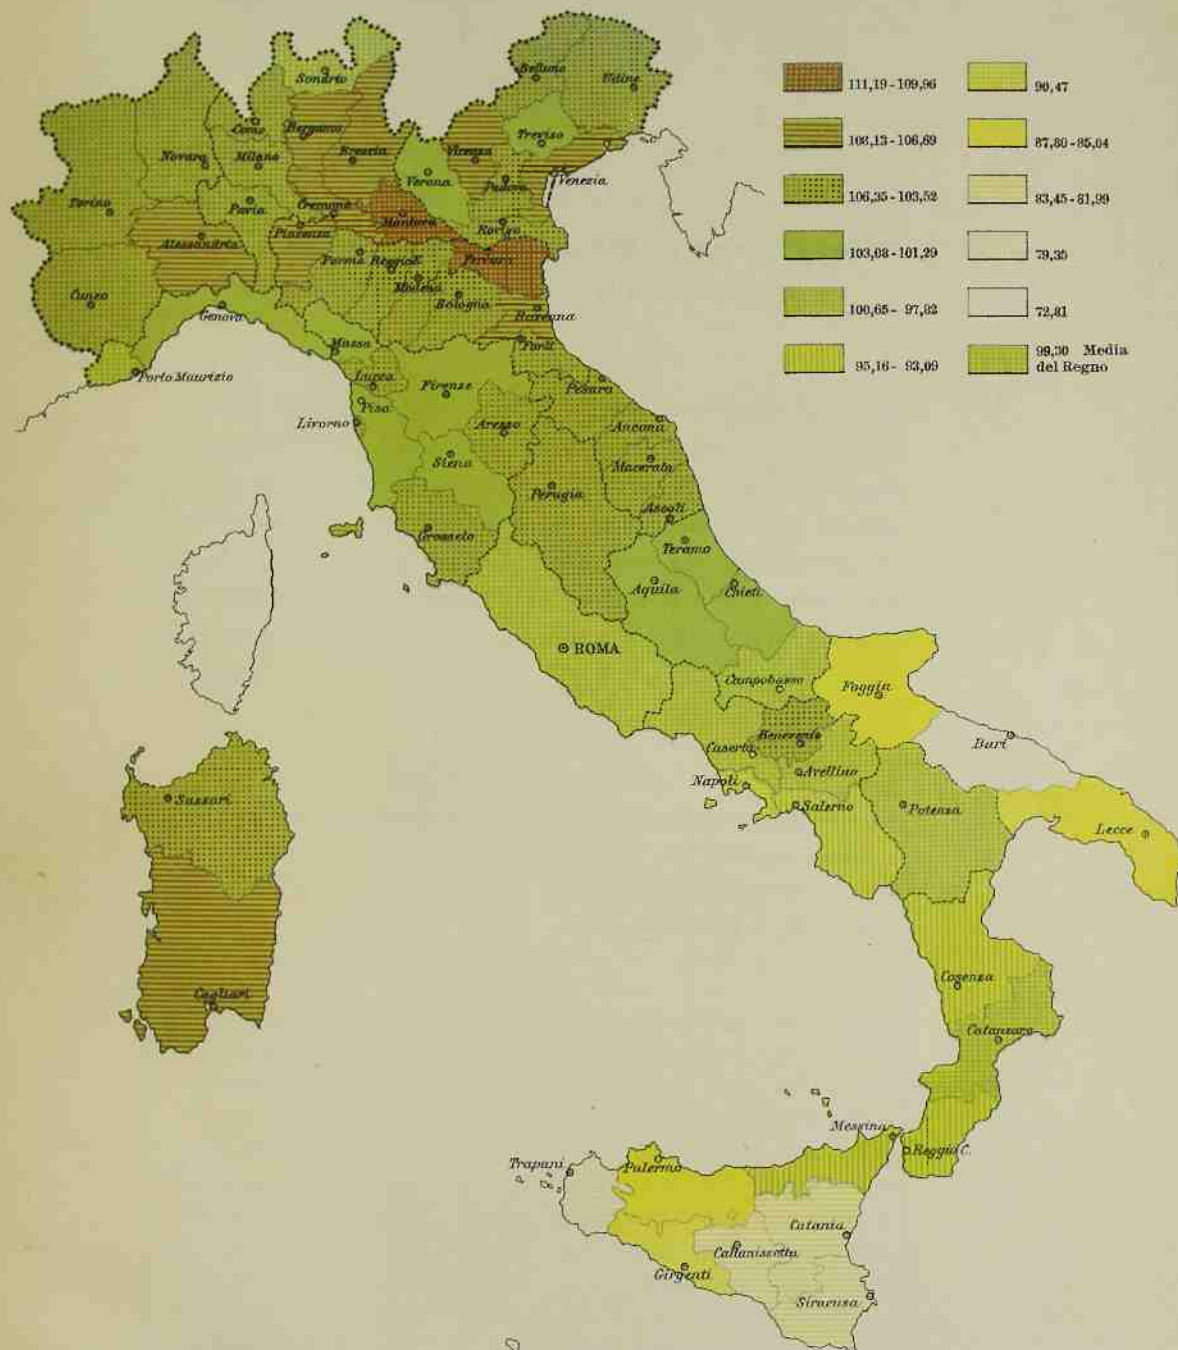 111,19 - 109,96
108,13 - 106,69
106,35 - 103,52
103,08 - 101,29
100,65 - 97,82
95,16 - 93,09
90,47
87,80 - 85,04
83,45 - 81,99
79,35
72,81
99,30 Media
del Regno
Sondrio
Belluno
Udine
Como
Bergamo
Treviso
Novara
Milano
Brescia
Vicenza
Verona
Padova
Venezia
Torino
Pavia
Cremona
Mantova
Rovigo
Alessandria
Piacenza
Parma
Reggio E.
Ferrara
Modena
Cuneo
Bologna
Genova
Ravenna
Massa
Forlì
Porto Maurizio
Lucca
Firenze
Pesaro
Pisa
Livorno
Arezzo
Ancona
Siena
Macerata
Perugia
Ascoli
Grosseto
Teramo
Aquila
Chieti
ROMA
Campobasso
Foggia
Benevento
Caserta
Bari
Napoli
Avellino
Sassari
Salerno
Potenza
Lecce
Cosenza
Cagliari
Catanzaro
Messina
Reggio C.
Trapani
Palermo
Catania
Caltanissetta
Girgenti
Siracusa